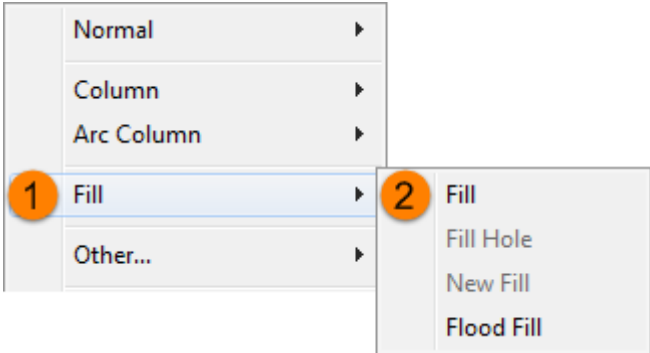 Normal
Column
Arc Column
1 Fill
Other...
2 Fill
Fill Hole
New Fill
Flood Fill